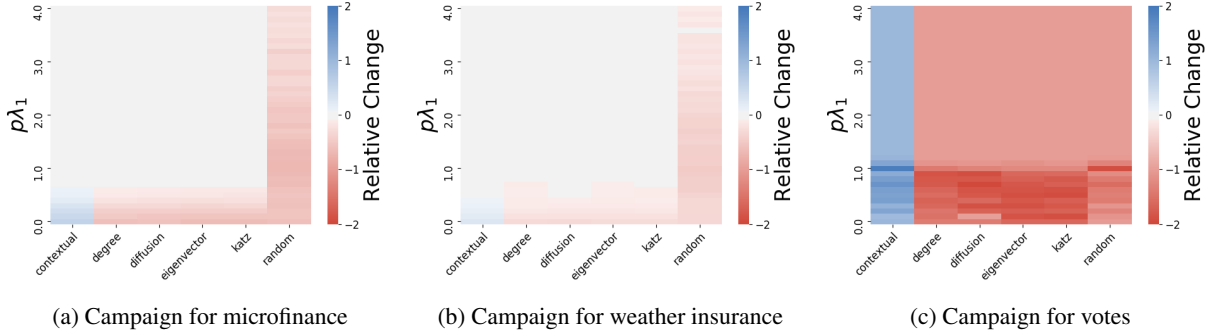 4.0
3.0
2.0
1.0
0.0
pλ₁
contextual
degree
diffusion
eigenvector
katz
random
2
1
0
−1
−2
Relative Change
(a) Campaign for microfinance
4.0
3.0
2.0
1.0
0.0
pλ₁
contextual
degree
diffusion
eigenvector
katz
random
2
1
0
−1
−2
Relative Change
(b) Campaign for weather insurance
4.0
3.0
2.0
1.0
0.0
pλ₁
contextual
degree
diffusion
eigenvector
katz
random
2
1
0
−1
−2
Relative Change
(c) Campaign for votes